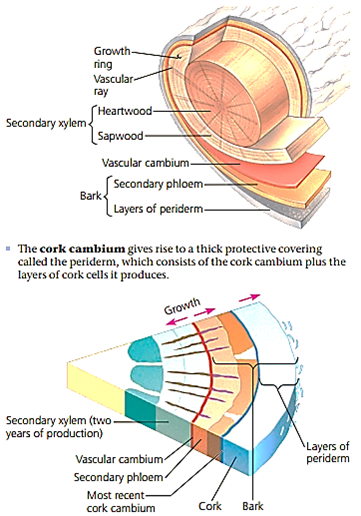 Growth
ring
Vascular
ray
Secondary xylem
Heartwood
Sapwood
Vascular cambium
Bark
Secondary phloem
Layers of periderm
The cork cambium gives rise to a thick protective covering
called the periderm, which consists of the cork cambium plus the
layers of cork cells it produces.
Growth
Secondary xylem (two
years of production)
Vascular cambium
Secondary phloem
Most recent
cork cambium
Cork
Bark
Layers of
periderm